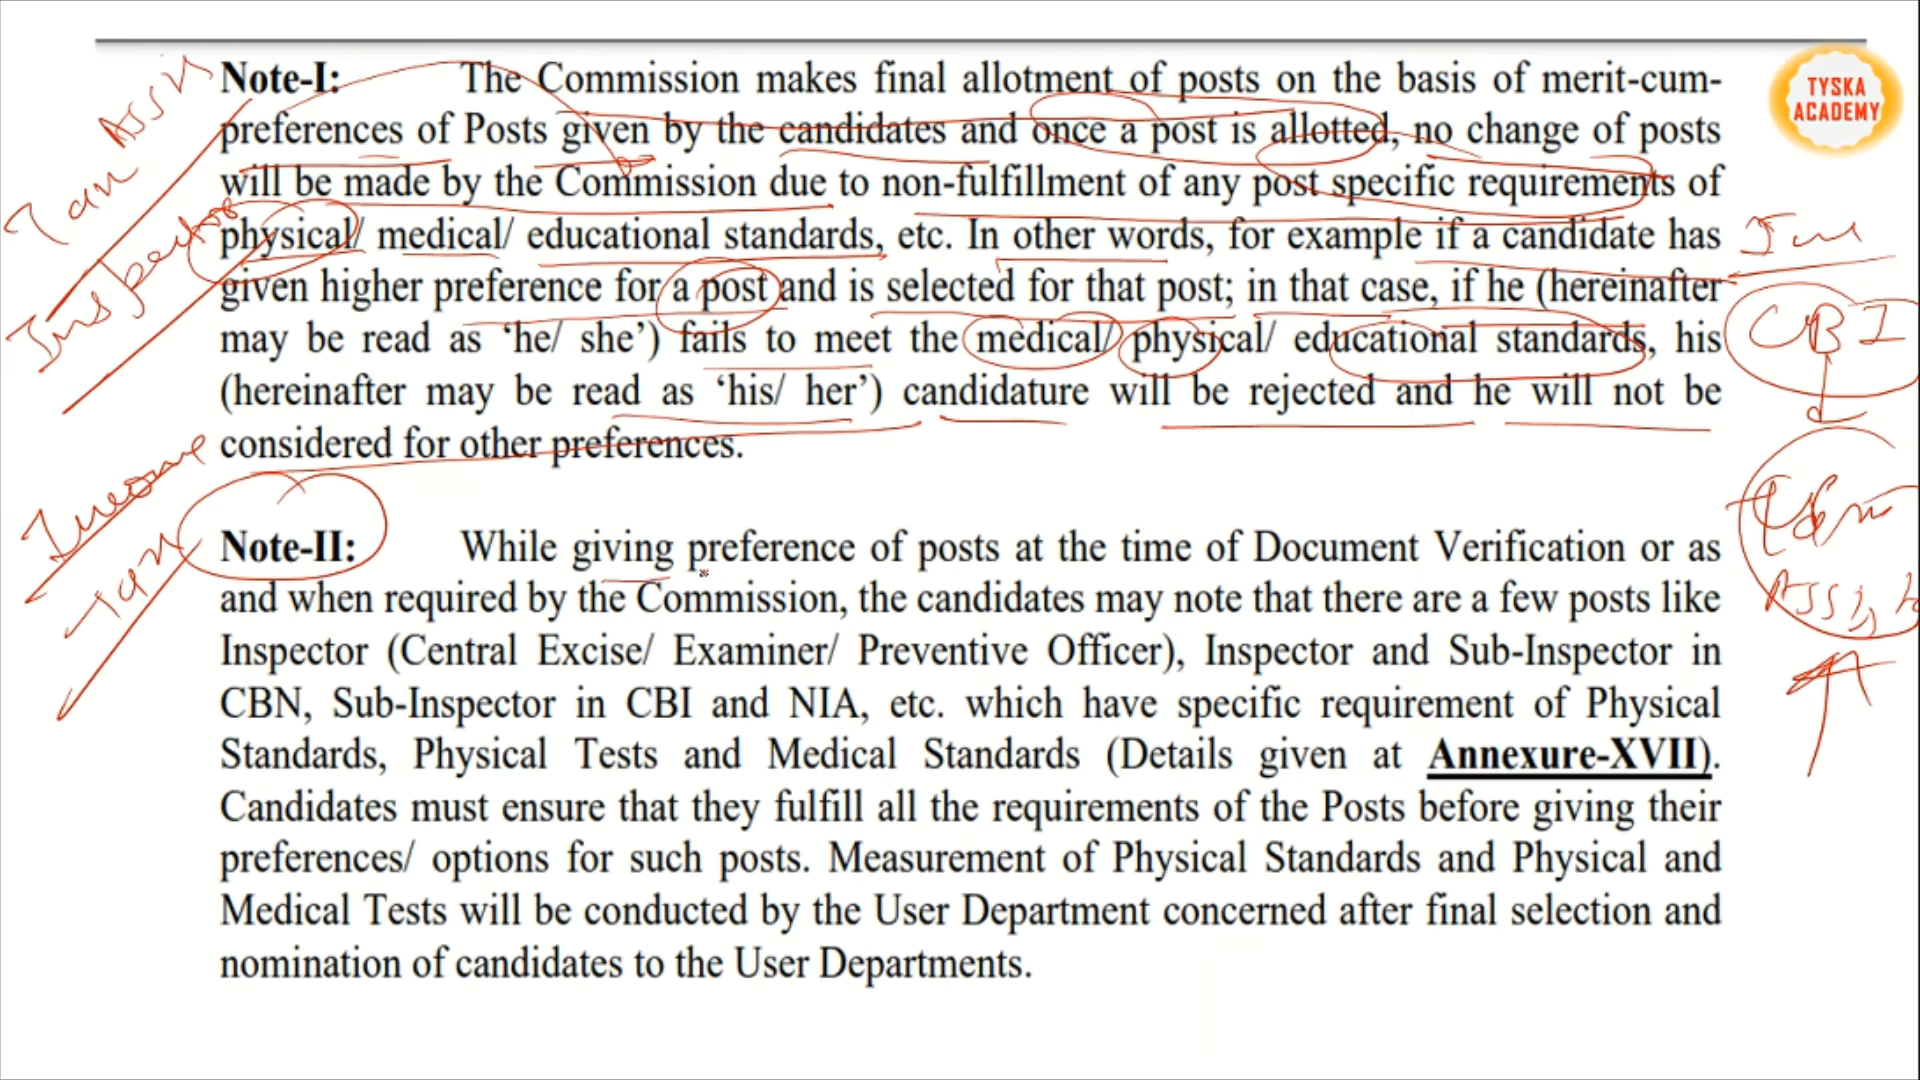 TYSKA
ACADEMY
Note-I: The Commission makes final allotment of posts on the basis of merit-cum-
preferences of Posts given by the candidates and once a post is allotted, no change of posts
will be made by the Commission due to non-fulfillment of any post specific requirements of
physical/ medical/ educational standards, etc. In other words, for example if a candidate has
given higher preference for a post and is selected for that post; in that case, if he (hereinafter
may be read as ‘he/ she’) fails to meet the medical/ physical/ educational standards, his
(hereinafter may be read as ‘his/ her’) candidature will be rejected and he will not be
considered for other preferences.
Note-II: While giving preference of posts at the time of Document Verification or as
and when required by the Commission, the candidates may note that there are a few posts like
Inspector (Central Excise/ Examiner/ Preventive Officer), Inspector and Sub-Inspector in
CBN, Sub-Inspector in CBI and NIA, etc. which have specific requirement of Physical
Standards, Physical Tests and Medical Standards (Details given at Annexure-XVII).
Candidates must ensure that they fulfill all the requirements of the Posts before giving their
preferences/ options for such posts. Measurement of Physical Standards and Physical and
Medical Tests will be conducted by the User Department concerned after final selection and
nomination of candidates to the User Departments.
Tax Assit
Inspector
Income
Tax
CBI